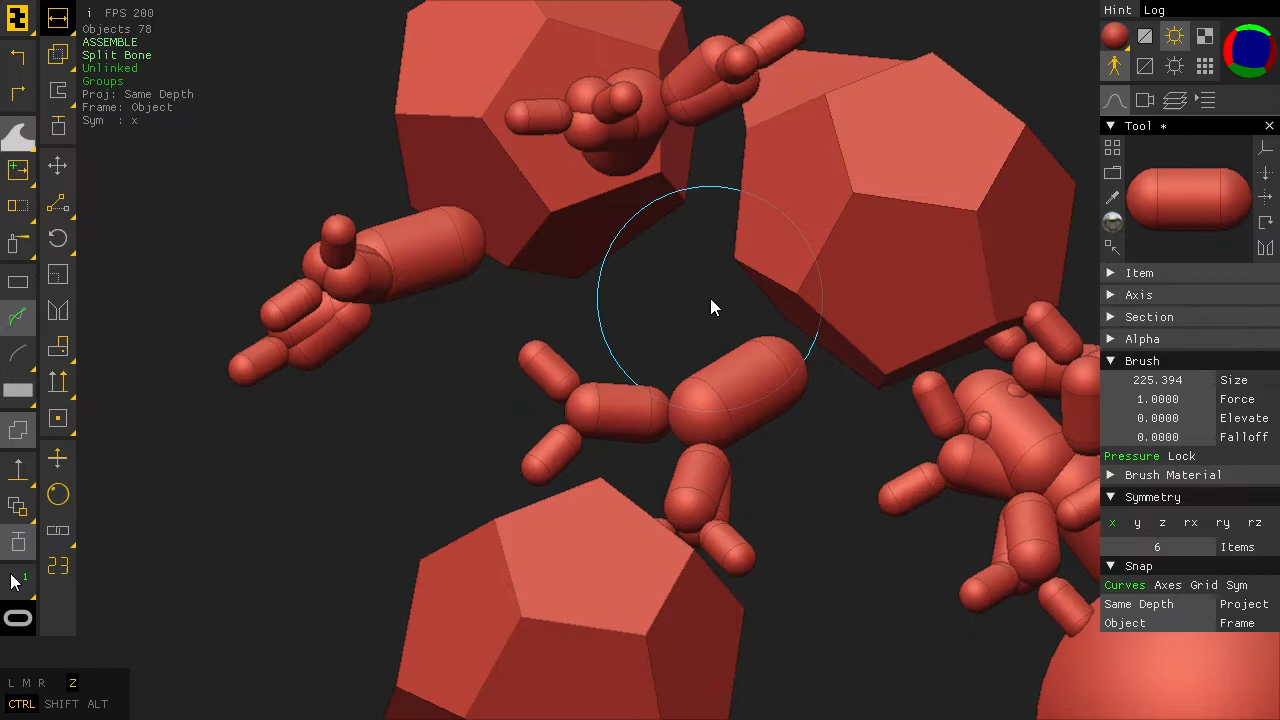 i FPS 200
Objects 78
ASSEMBLE
Split Bone
Unlinked
Groups
Proj: Same Depth
Frame: Object
Sym : x
1
23
L M R Z
CTRL SHIFT ALT
Hint Log
Tool *
Item
Axis
Section
Alpha
Brush
225.394 Size
1.0000 Force
0.0000 Elevate
0.0000 Falloff
Pressure Lock
Brush Material
Symmetry
x y z rx ry rz
6 Items
Snap
Curves Axes Grid Sym
Same Depth Project
Object Frame